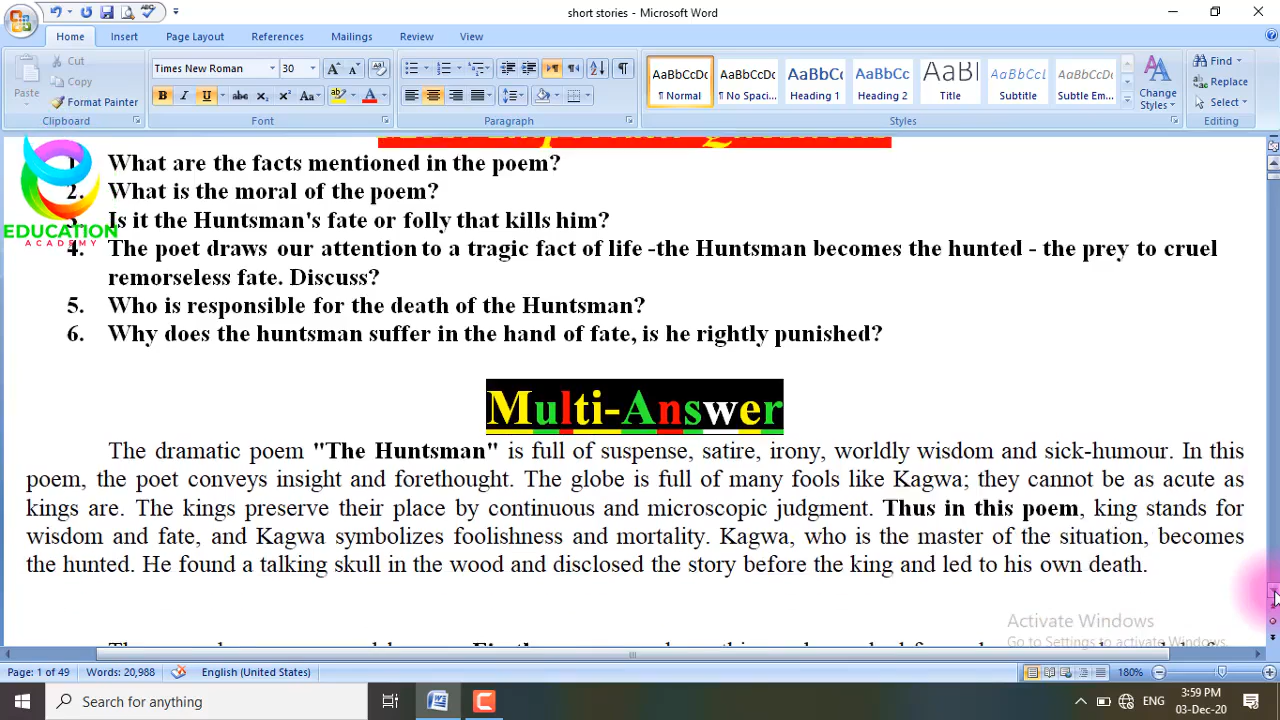 short stories - Microsoft Word
Home Insert Page Layout References Mailings Review View
Cut
Copy
Paste
Format Painter
Clipboard
Times New Roman 30
Font
Paragraph
AaBbCcDc AaBbCcDc AaBbCc AaBbCc AaBl AaBbCcL AaBbCcDc
¶ Normal ¶ No Spaci... Heading 1 Heading 2 Title Subtitle Subtle Em...
Change Styles
Styles
Find
Replace
Select
Editing
1. What are the facts mentioned in the poem?
2. What is the moral of the poem?
3. Is it the Huntsman's fate or folly that kills him?
EDUCATION
ACADEMY
4. The poet draws our attention to a tragic fact of life -the Huntsman becomes the hunted - the prey to cruel
remorseless fate. Discuss?
5. Who is responsible for the death of the Huntsman?
6. Why does the huntsman suffer in the hand of fate, is he rightly punished?
Multi-Answer
The dramatic poem "The Huntsman" is full of suspense, satire, irony, worldly wisdom and sick-humour. In this
poem, the poet conveys insight and forethought. The globe is full of many fools like Kagwa; they cannot be as acute as
kings are. The kings preserve their place by continuous and microscopic judgment. Thus in this poem, king stands for
wisdom and fate, and Kagwa symbolizes foolishness and mortality. Kagwa, who is the master of the situation, becomes
the hunted. He found a talking skull in the wood and disclosed the story before the king and led to his own death.
Activate Windows
Go to Settings to activate Windows.
Page: 1 of 49 Words: 20,988 English (United States) 180%
Search for anything
ENG
3:59 PM
03-Dec-20